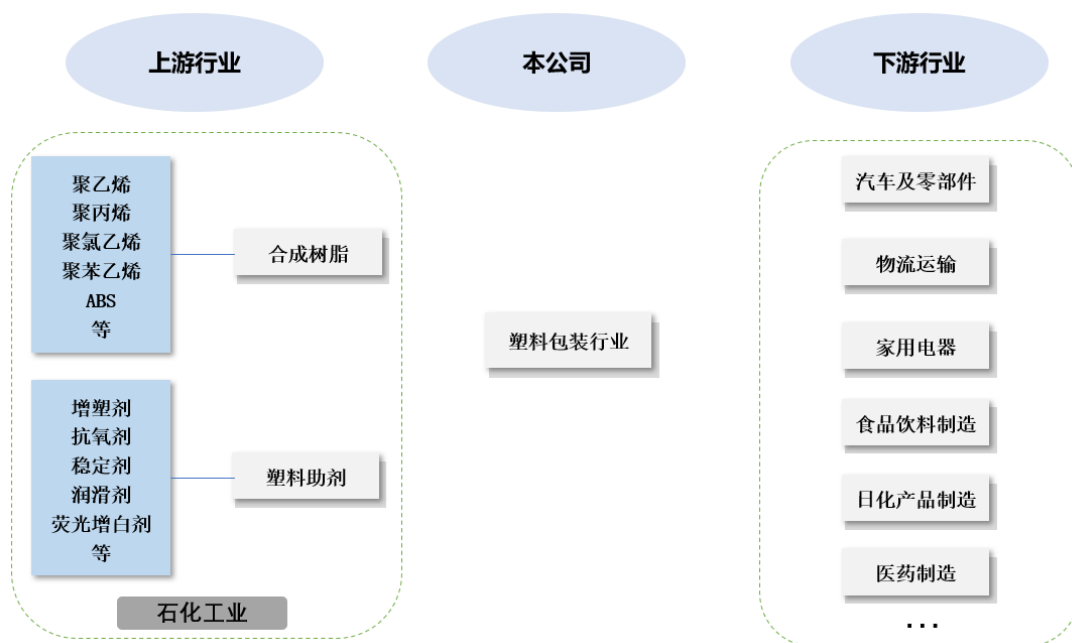 上游行业
本公司
下游行业
聚乙烯
聚丙烯
聚氯乙烯
聚苯乙烯
ABS
等
合成树脂
增塑剂
抗氧剂
稳定剂
润滑剂
荧光增白剂
等
塑料助剂
石化工业
塑料包装行业
汽车及零部件
物流运输
家用电器
食品饮料制造
日化产品制造
医药制造
...